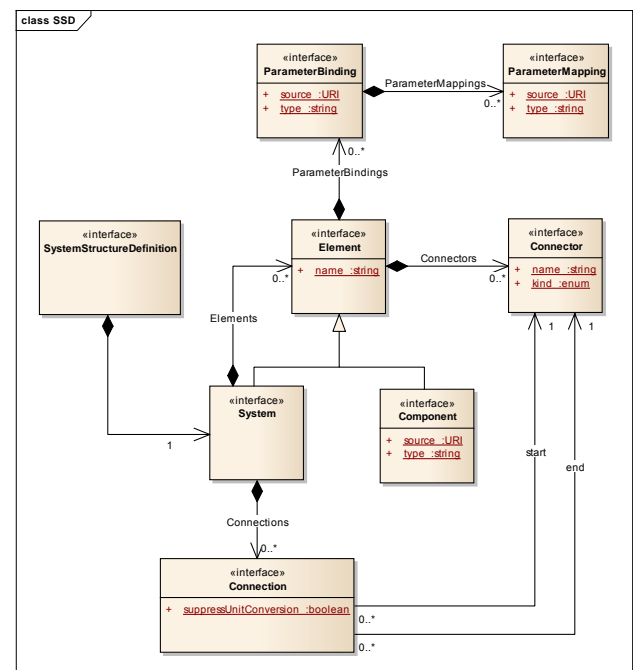 class SSD
«interface»
ParameterBinding
+ source :URI
+ type :string
ParameterMappings
0..*
«interface»
ParameterMapping
+ source :URI
+ type :string
0..*
ParameterBindings
«interface»
SystemStructureDefinition
«interface»
Element
+ name :string
Connectors
0..*
«interface»
Connector
+ name :string
+ kind :enum
0..*
Elements
1
1
«interface»
System
«interface»
Component
+ source :URI
+ type :string
1
start
end
Connections
0..*
«interface»
Connection
+ suppressUnitConversion :boolean
0..*
0..*